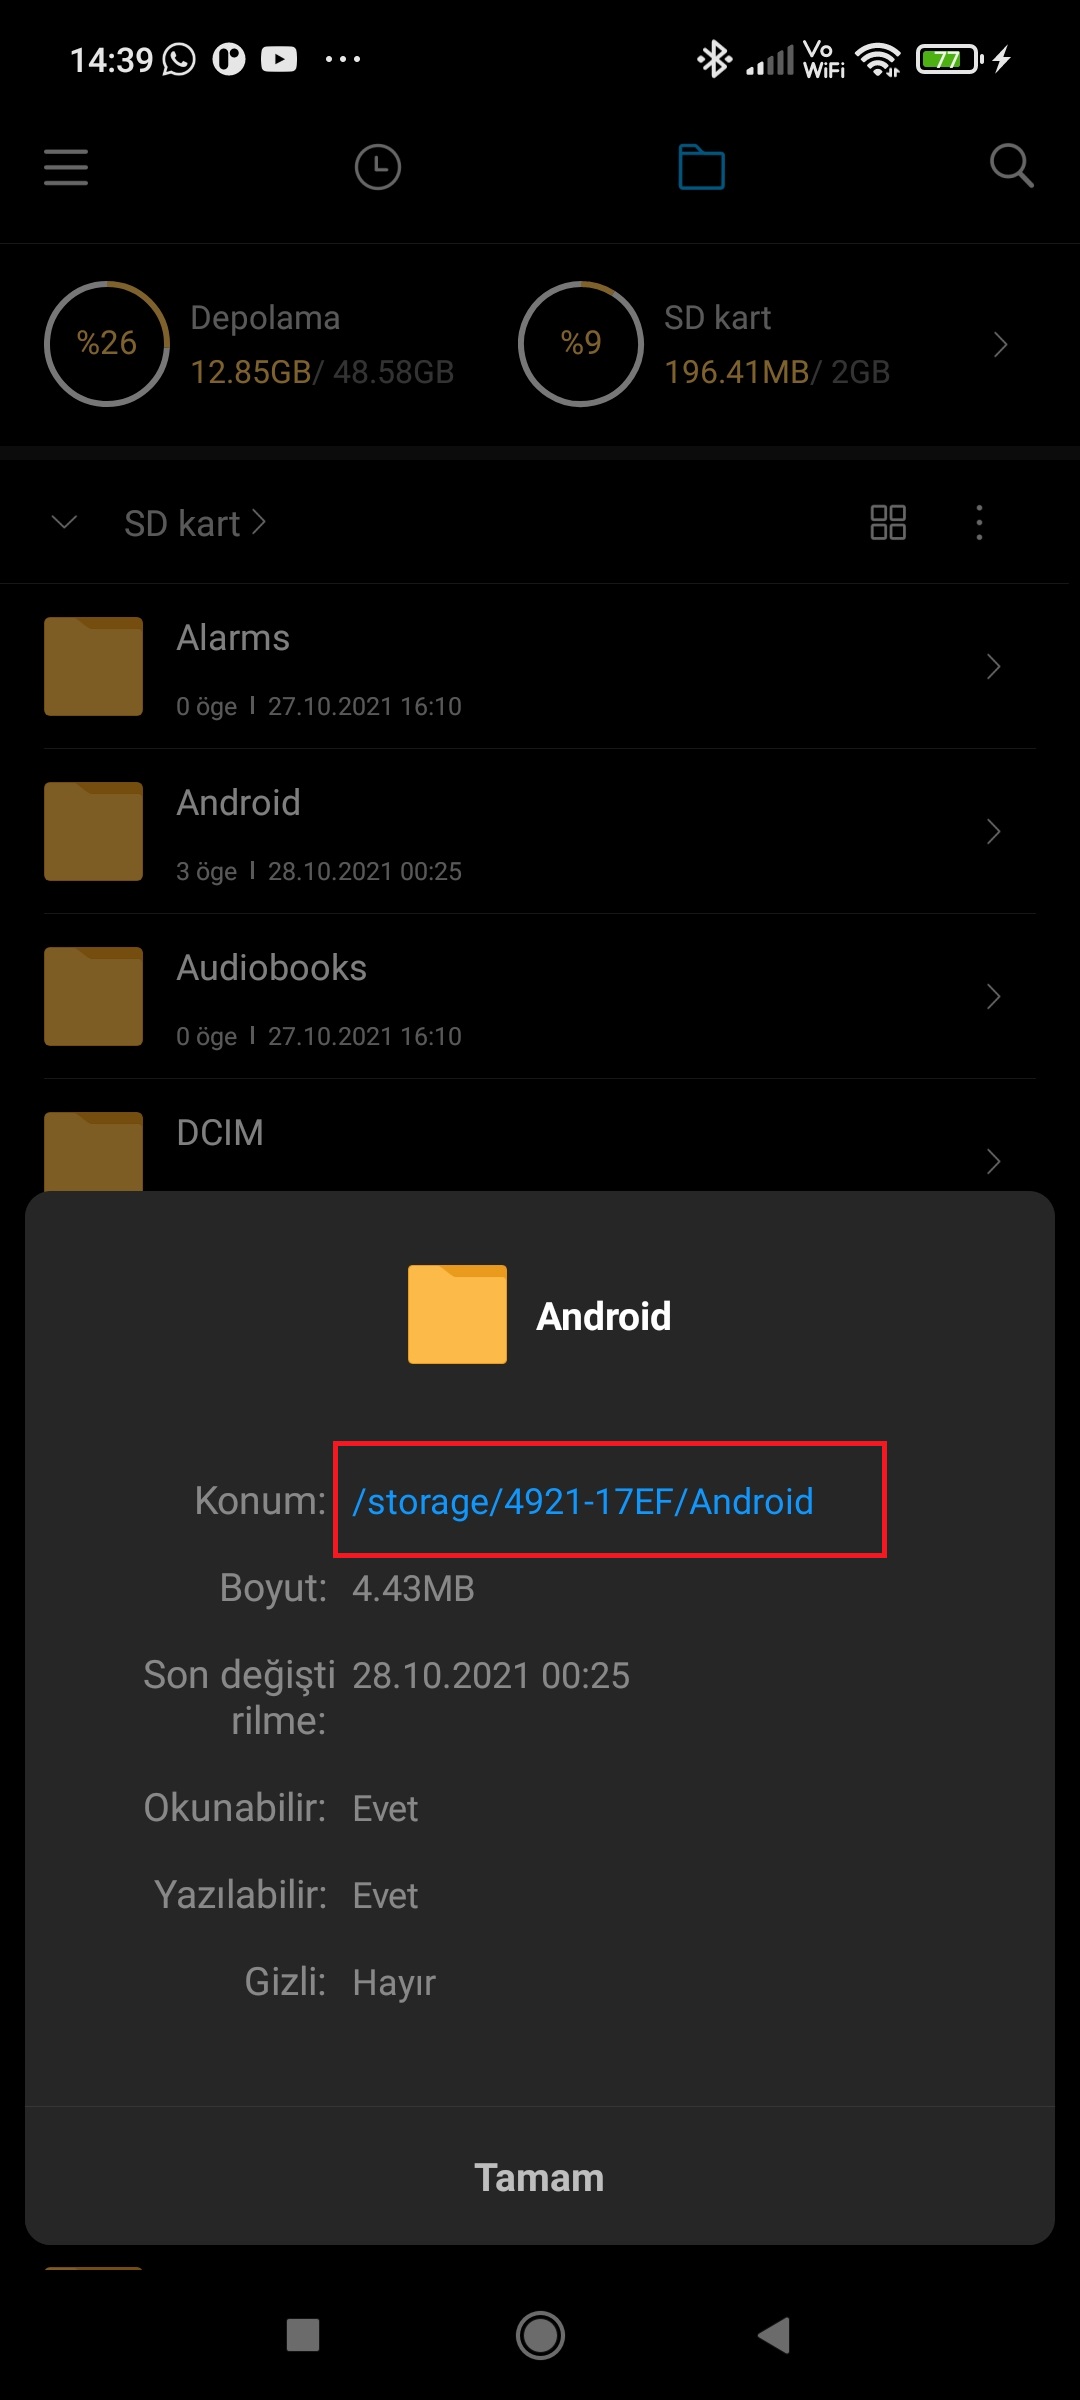 14:39
Vo
WiFi
77
%26
Depolama
12.85GB/ 48.58GB
%9
SD kart
196.41MB/ 2GB
SD kart
Alarms
0 öge | 27.10.2021 16:10
Android
3 öge | 28.10.2021 00:25
Audiobooks
0 öge | 27.10.2021 16:10
DCIM
Android
Konum: /storage/4921-17EF/Android
Boyut: 4.43MB
Son değişti 28.10.2021 00:25
rilme:
Okunabilir: Evet
Yazılabilir: Evet
Gizli: Hayır
Tamam